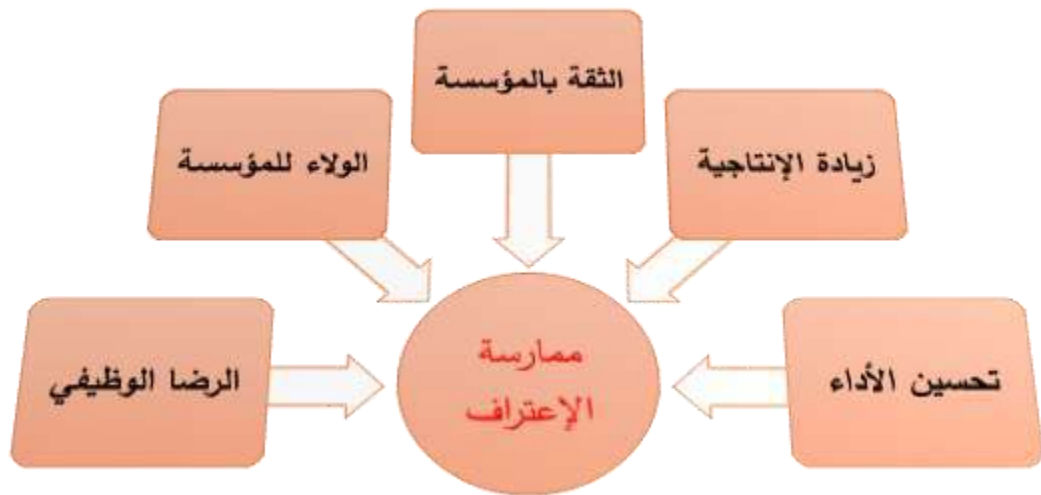 الثقة بالمؤسسة
زيادة الإنتاجية
الولاء للمؤسسة
تحسين الأداء
ممارسة
الإعتراف
الرضا الوظيفي